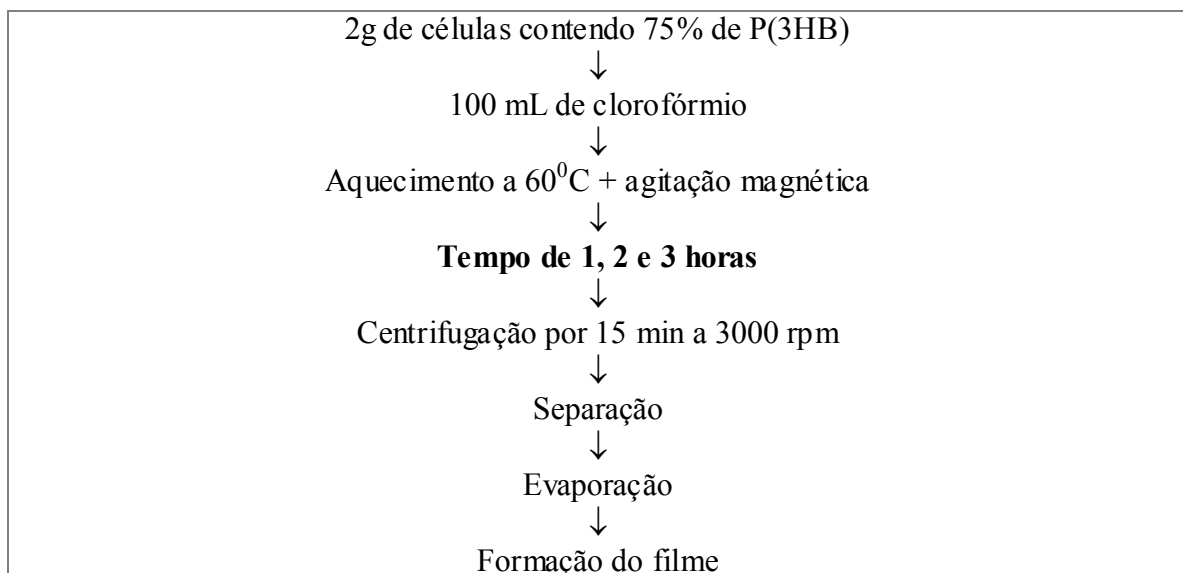 2g de células contendo 75% de P(3HB)
↓
100 mL de clorofórmio
↓
Aquecimento a 60⁰C + agitação magnética
↓
Tempo de 1, 2 e 3 horas
↓
Centrifugação por 15 min a 3000 rpm
↓
Separação
↓
Evaporação
↓
Formação do filme